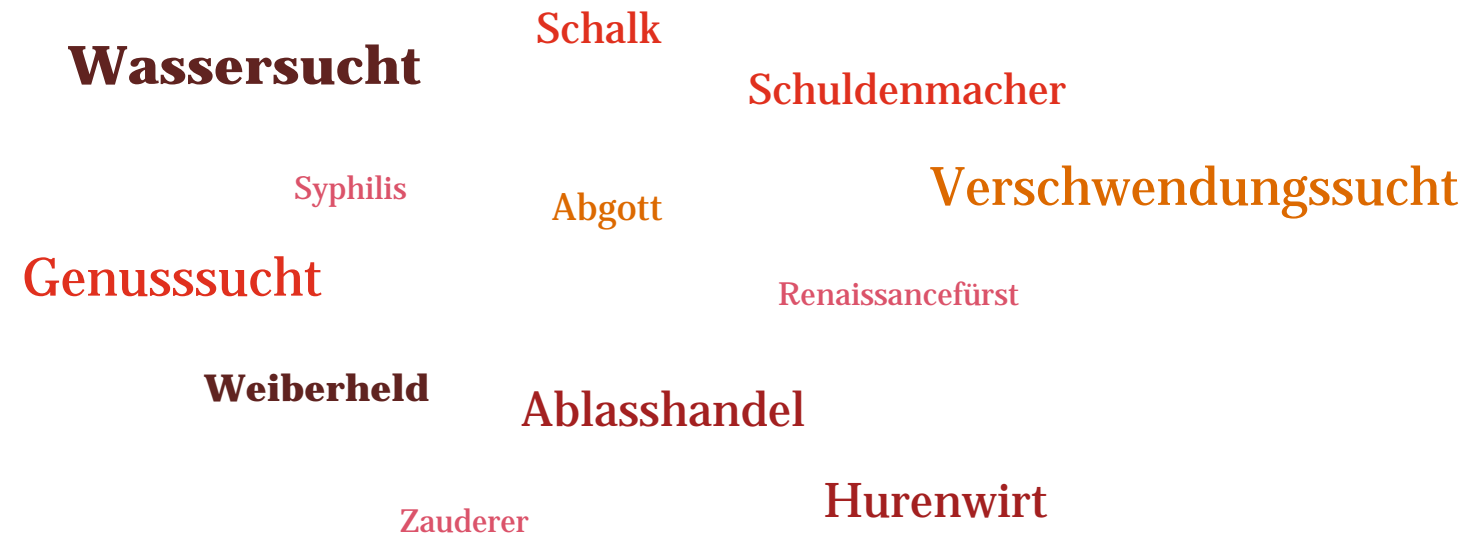 Schalk
Wassersucht
Schuldenmacher
Syphilis
Abgott
Verschwendungssucht
Genusssucht
Renaissancefürst
Weiberheld
Ablasshandel
Hurenwirt
Zauderer